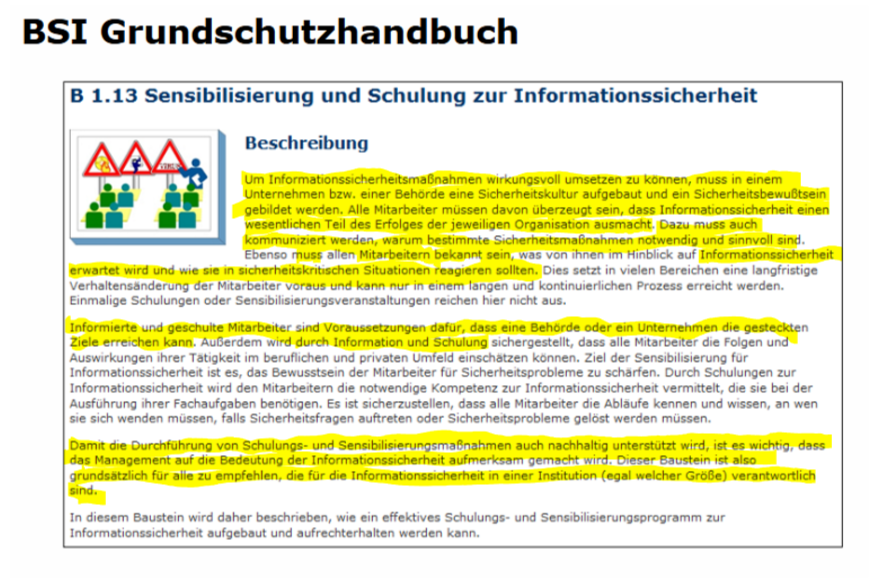 BSI Grundschutzhandbuch
B 1.13 Sensibilisierung und Schulung zur Informationssicherheit
Beschreibung
Um Informationssicherheitsmaßnahmen wirkungsvoll umsetzen zu können, muss in einem
Unternehmen bzw. einer Behörde eine Sicherheitskultur aufgebaut und ein Sicherheitsbewußtsein
gebildet werden. Alle Mitarbeiter müssen davon überzeugt sein, dass Informationssicherheit einen
wesentlichen Teil des Erfolges der jeweiligen Organisation ausmacht. Dazu muss auch
kommuniziert werden, warum bestimmte Sicherheitsmaßnahmen notwendig und sinnvoll sind.
Ebenso muss allen Mitarbeitern bekannt sein, was von ihnen im Hinblick auf Informationssicherheit
erwartet wird und wie sie in sicherheitskritischen Situationen reagieren sollten. Dies setzt in vielen Bereichen eine langfristige
Verhaltensänderung der Mitarbeiter voraus und kann nur in einem langen und kontinuierlichen Prozess erreicht werden.
Einmalige Schulungen oder Sensibilisierungsveranstaltungen reichen hier nicht aus.
Informierte und geschulte Mitarbeiter sind Voraussetzungen dafür, dass eine Behörde oder ein Unternehmen die gesteckten
Ziele erreichen kann. Außerdem wird durch Information und Schulung sichergestellt, dass alle Mitarbeiter die Folgen und
Auswirkungen ihrer Tätigkeit im beruflichen und privaten Umfeld einschätzen können. Ziel der Sensibilisierung für
Informationssicherheit ist es, das Bewusstsein der Mitarbeiter für Sicherheitsprobleme zu schärfen. Durch Schulungen zur
Informationssicherheit wird den Mitarbeitern die notwendige Kompetenz zur Informationssicherheit vermittelt, die sie bei der
Ausführung ihrer Fachaufgaben benötigen. Es ist sicherzustellen, dass alle Mitarbeiter die Abläufe kennen und wissen, an wen
sie sich wenden müssen, falls Sicherheitsfragen auftreten oder Sicherheitsprobleme gelöst werden müssen.
Damit die Durchführung von Schulungs- und Sensibilisierungsmaßnahmen auch nachhaltig unterstützt wird, ist es wichtig, dass
das Management auf die Bedeutung der Informationssicherheit aufmerksam gemacht wird. Dieser Baustein ist also
grundsätzlich für alle zu empfehlen, die für die Informationssicherheit in einer Institution (egal welcher Größe) verantwortlich
sind.
In diesem Baustein wird daher beschrieben, wie ein effektives Schulungs- und Sensibilisierungsprogramm zur
Informationssicherheit aufgebaut und aufrechterhalten werden kann.